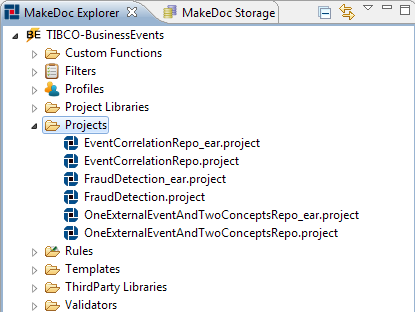 MakeDoc Explorer MakeDoc Storage
BE TIBCO-BusinessEvents
Custom Functions
Filters
Profiles
Project Libraries
Projects
EventCorrelationRepo_ear.project
EventCorrelationRepo.project
FraudDetection_ear.project
FraudDetection.project
OneExternalEventAndTwoConceptsRepo_ear.project
OneExternalEventAndTwoConceptsRepo.project
Rules
Templates
ThirdParty Libraries
Validators